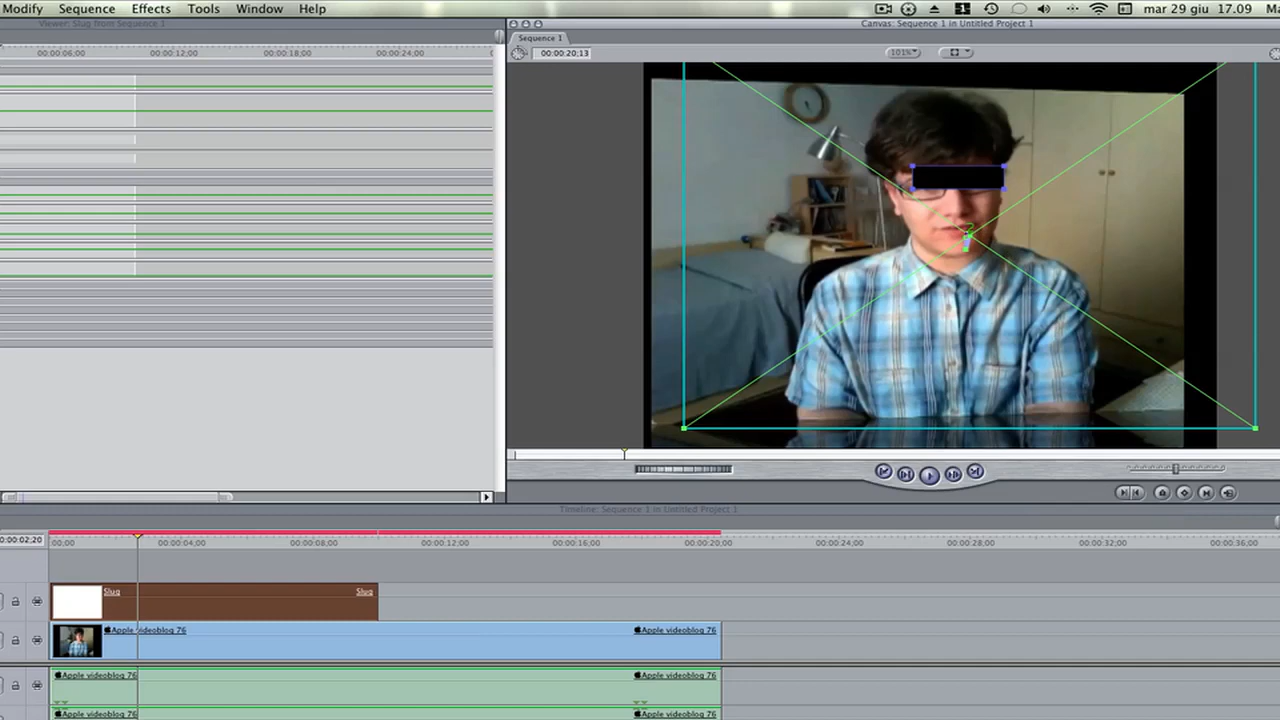 Modify Sequence Effects Tools Window Help mar 29 giu 17.09
Viewer: Slug from Sequence 1
Canvas: Sequence 1 in Untitled Project 1
Sequence 1
00:00:06;00 00:00:12;00 00:00:18;00 00:00:24;00
00:00:20;13 101%
Timeline: Sequence 1 in Untitled Project 1
0:00:02;20 00;00 00:00:04;00 00:00:08;00 00:00:12;00 00:00:16;00 00:00:20;00 00:00:24;00 00:00:28;00 00:00:32;00 00:00:36;00
Slug Slug
Apple videoblog 76 Apple videoblog 76
Apple videoblog 76 Apple videoblog 76
Apple videoblog 76 Apple videoblog 76